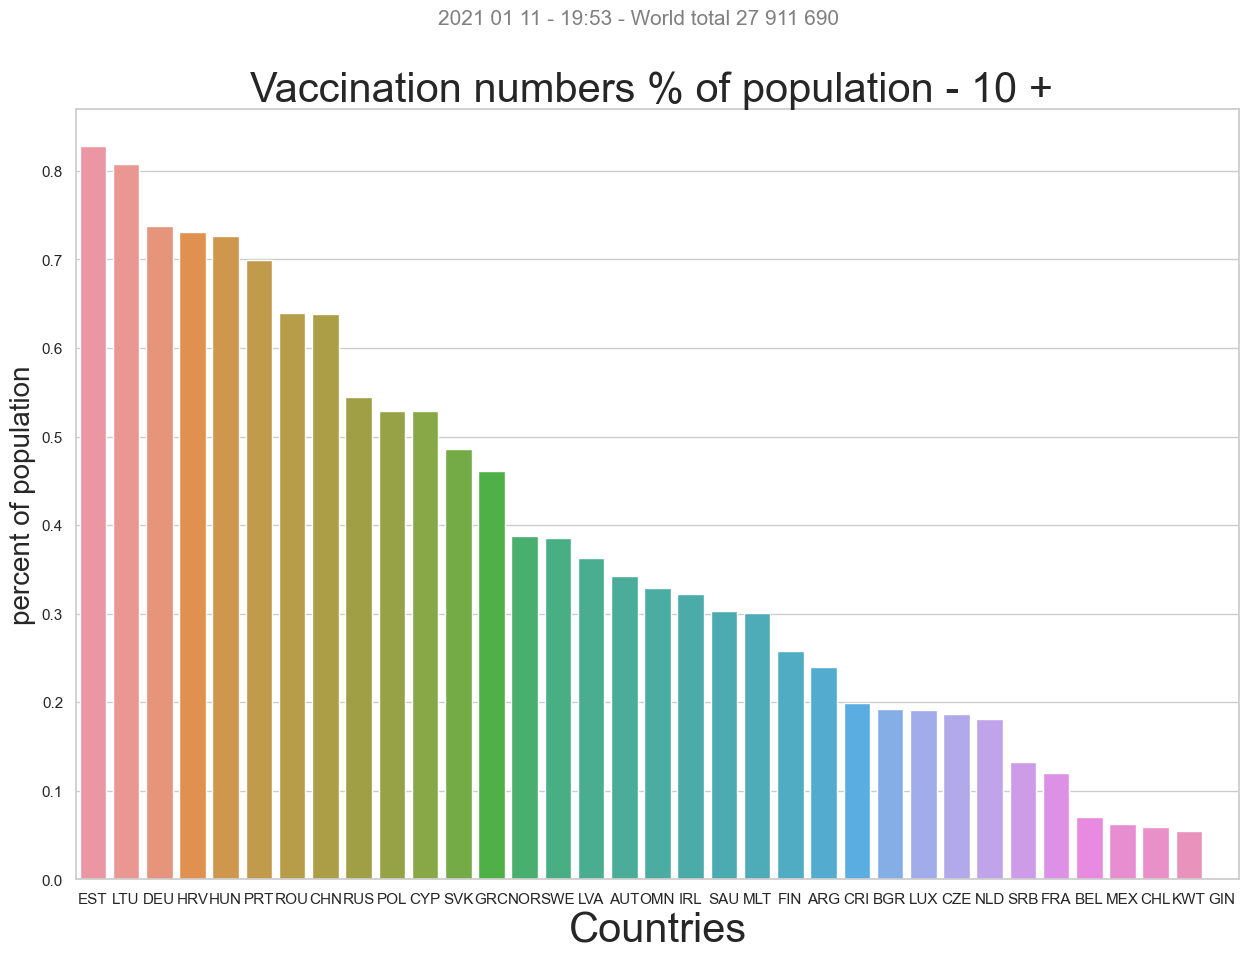 2021 01 11 - 19:53 - World total 27 911 690
Vaccination numbers % of population - 10 +
percent of population
0.8
0.7
0.6
0.5
0.4
0.3
0.2
0.1
0.0
EST LTU DEU HRV HUN PRT ROU CHN RUS POL CYP SVK GRC NOR SWE LVA AUT OMN IRL SAU MLT FIN ARG CRI BGR LUX CZE NLD SRB FRA BEL MEX CHL KWT GIN
Countries